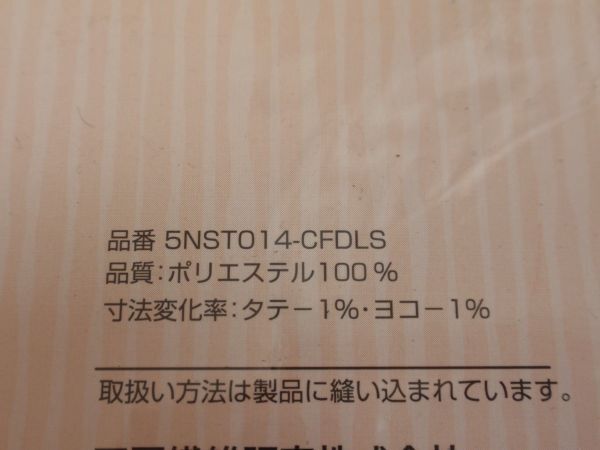 品番 5NST014-CFDLS
品質：ポリエステル100％
寸法変化率：タテ－1％・ヨコ－1％
取扱い方法は製品に縫い込まれています。